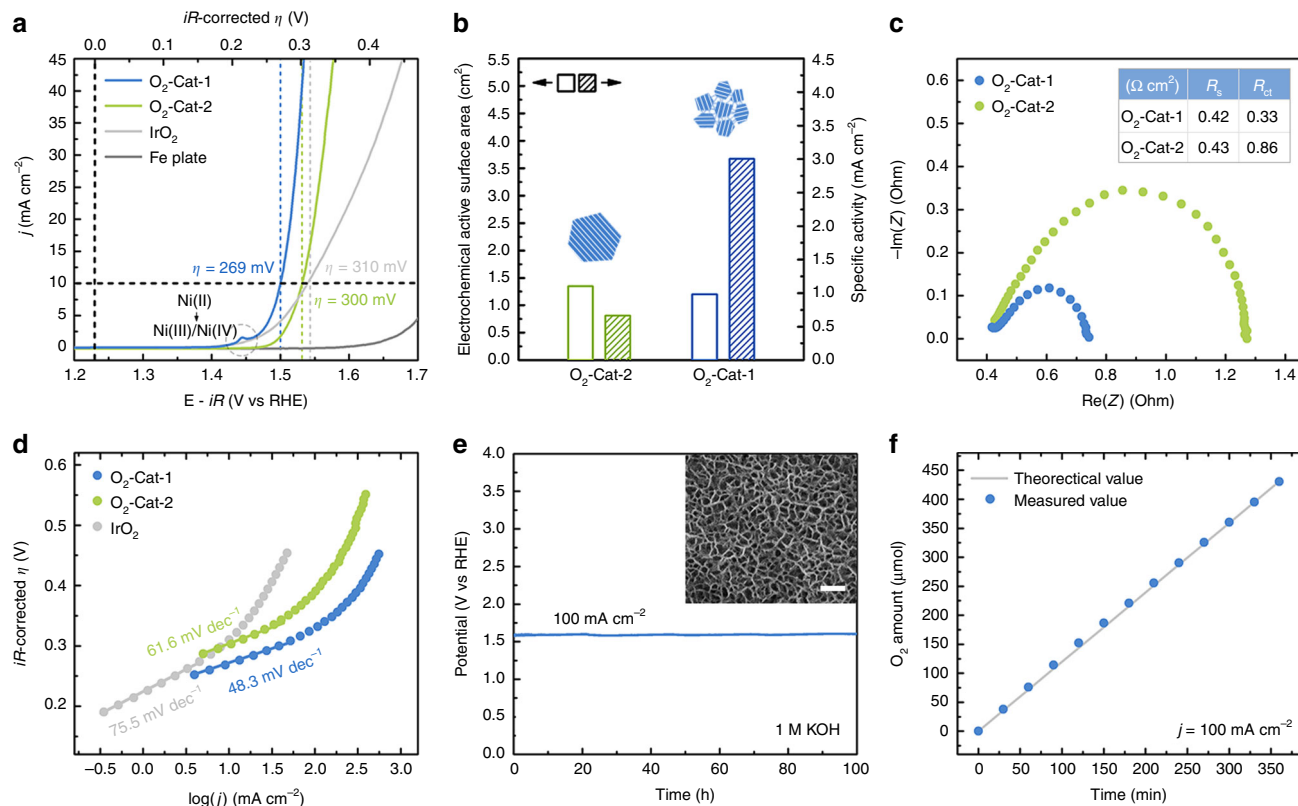 a
iR-corrected η (V)
0.0 0.1 0.2 0.3 0.4
45
40
35
30
25
20
15
10
5
0
j (mA cm⁻²)
O₂-Cat-1
O₂-Cat-2
IrO₂
Fe plate
η = 269 mV
η = 310 mV
η = 300 mV
Ni(II)
Ni(III)/Ni(IV)
1.2 1.3 1.4 1.5 1.6 1.7
E - iR (V vs RHE)
b
Electrochemical active surface area (cm²)
5.5
5.0
4.5
4.0
3.5
3.0
2.5
2.0
1.5
1.0
0.5
0.0
4.5
4.0
3.5
3.0
2.5
2.0
1.5
1.0
0.5
0.0
Specific activity (mA cm⁻²)
O₂-Cat-2 O₂-Cat-1
c
–Im(Z) (Ohm)
–0.6
–0.5
0.4
0.3
0.2
0.1
0.0
O₂-Cat-1
O₂-Cat-2
(Ω cm²) Rs Rct
O₂-Cat-1 0.42 0.33
O₂-Cat-2 0.43 0.86
0.4 0.6 0.8 1.0 1.2 1.4
Re(Z) (Ohm)
d
iR-corrected η (V)
0.6
0.5
0.4
0.3
0.2
O₂-Cat-1
O₂-Cat-2
IrO₂
61.6 mV dec⁻¹
48.3 mV dec⁻¹
75.5 mV dec⁻¹
–0.5 0.0 0.5 1.0 1.5 2.0 2.5 3.0
log(j) (mA cm⁻²)
e
Potential (V vs RHE)
4.0
3.5
3.0
2.5
2.0
1.5
1.0
0.5
0.0
100 mA cm⁻²
1 M KOH
0 20 40 60 80 100
Time (h)
f
O₂ amount (μmol)
450
400
350
300
250
200
150
100
50
0
Theorectical value
Measured value
j = 100 mA cm⁻²
0 50 100 150 200 250 300 350
Time (min)